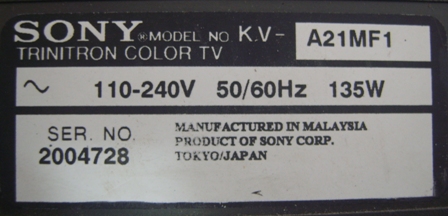 SONY® MODEL NO K.V- A21MF1
TRINITRON COLOR TV
~ 110-240V 50/60Hz 135W
SER. NO. MANUFACTURED IN MALAYSIA
2004728 PRODUCT OF SONY CORP.
TOKYO/JAPAN